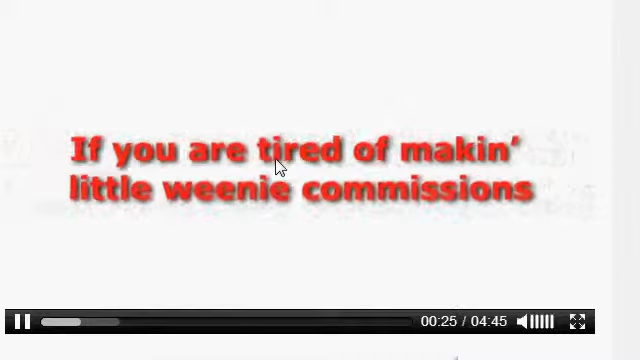 If you are tired of makin’
little weenie commissions
00:25 / 04:45